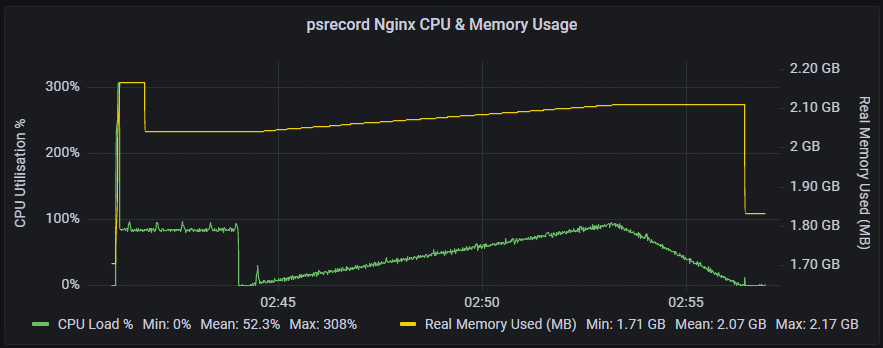 psrecord Nginx CPU & Memory Usage
CPU Utilisation %
300%
200%
100%
0%
2.20 GB
2.10 GB
2 GB
1.90 GB
1.80 GB
1.70 GB
Real Memory Used (MB)
02:45 02:50 02:55
CPU Load % Min: 0% Mean: 52.3% Max: 308% Real Memory Used (MB) Min: 1.71 GB Mean: 2.07 GB Max: 2.17 GB